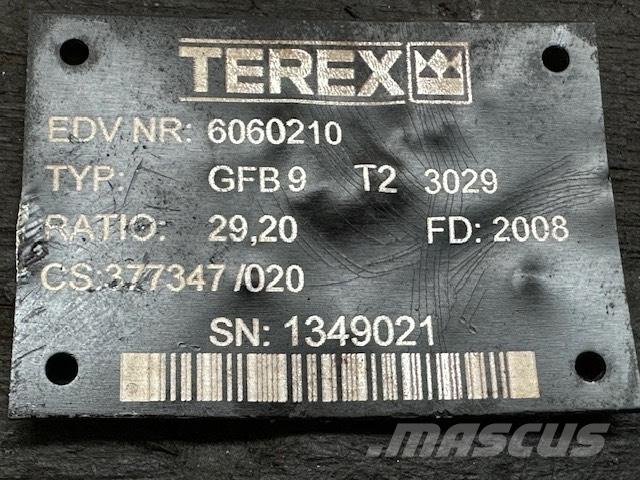 TEREX
EDV NR: 6060210
TYP: GFB 9 T2 3029
RATIO: 29,20 FD: 2008
CS:377347/020
SN: 1349021
MASCUS